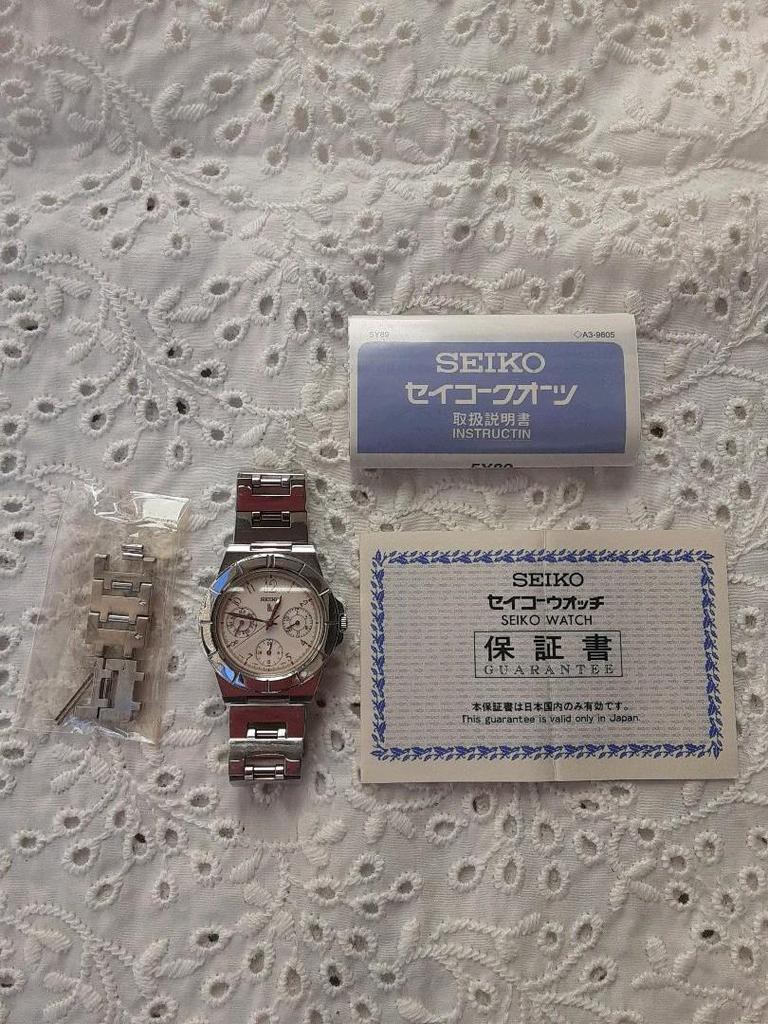 5Y89 ◇A3-9605
SEIKO
セイコークオーツ
取扱説明書
INSTRUCTIN
5Y89
SEIKO
セイコーウオッチ
SEIKO WATCH
保証書
GUARANTEE
本保証書は日本国内のみ有効です。
This guarantee is valid only in Japan.
SEIKO